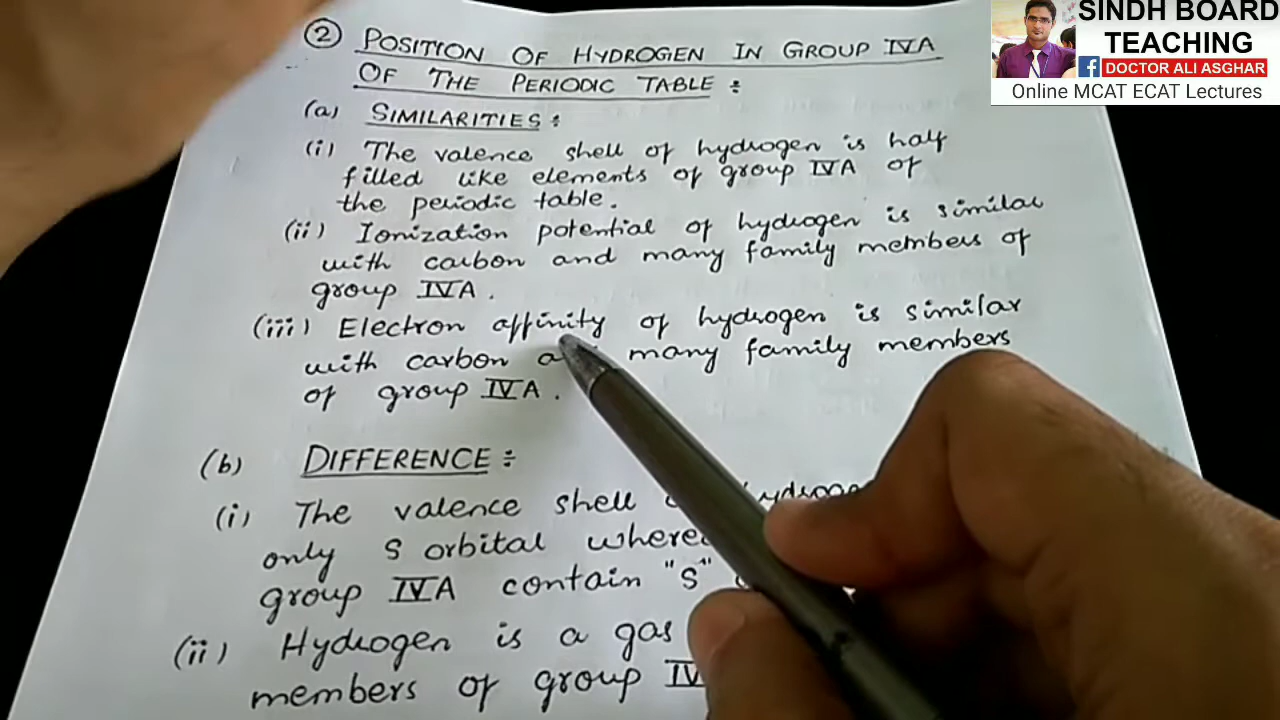 ② POSITION OF HYDROGEN IN GROUP IVA
OF THE PERIODIC TABLE :
(a) SIMILARITIES :
(i) The valence shell of hydrogen is half
filled like elements of group IVA of
the periodic table.
(ii) Ionization potential of hydrogen is similar
with carbon and many family members of
group IVA.
(iii) Electron affinity of hydrogen is similar
with carbon many family members
of group IVA.
(b) DIFFERENCE :
(i) The valence shell
only S orbital
group IVA contain "S"
(ii) Hydrogen is a gas
members of group
SINDH BOARD
TEACHING
f DOCTOR ALI ASGHAR
Online MCAT ECAT Lectures